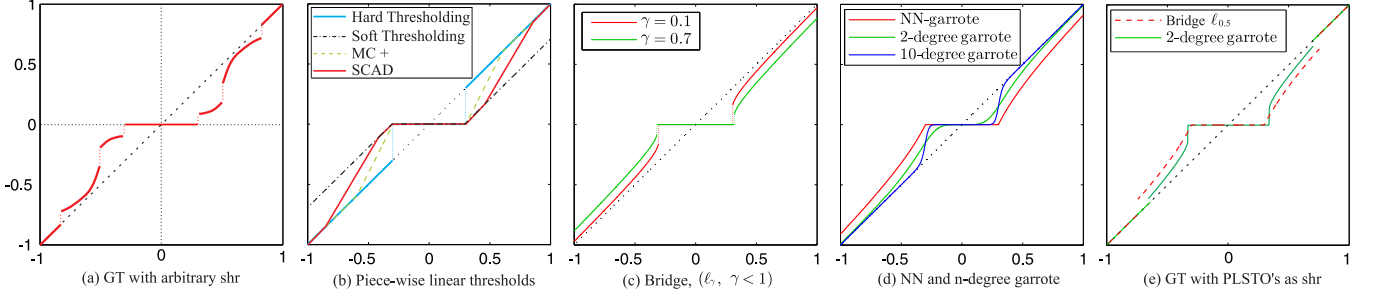 1
0.5
0
-0.5
-1
-1 0 1
(a) GT with arbitrary shr
Hard Thresholding
Soft Thresholding
MC +
SCAD
-1 -0.5 0 0.5 1
(b) Piece-wise linear thresholds
γ = 0.1
γ = 0.7
-1 -0.5 0 0.5 1
(c) Bridge, (ℓγ, γ < 1)
NN-garrote
2-degree garrote
10-degree garrote
-1 -0.5 0 0.5 1
(d) NN and n-degree garrote
Bridge ℓ0.5
2-degree garrote
-1 -0.5 0 0.5 1
(e) GT with PLSTO's as shr